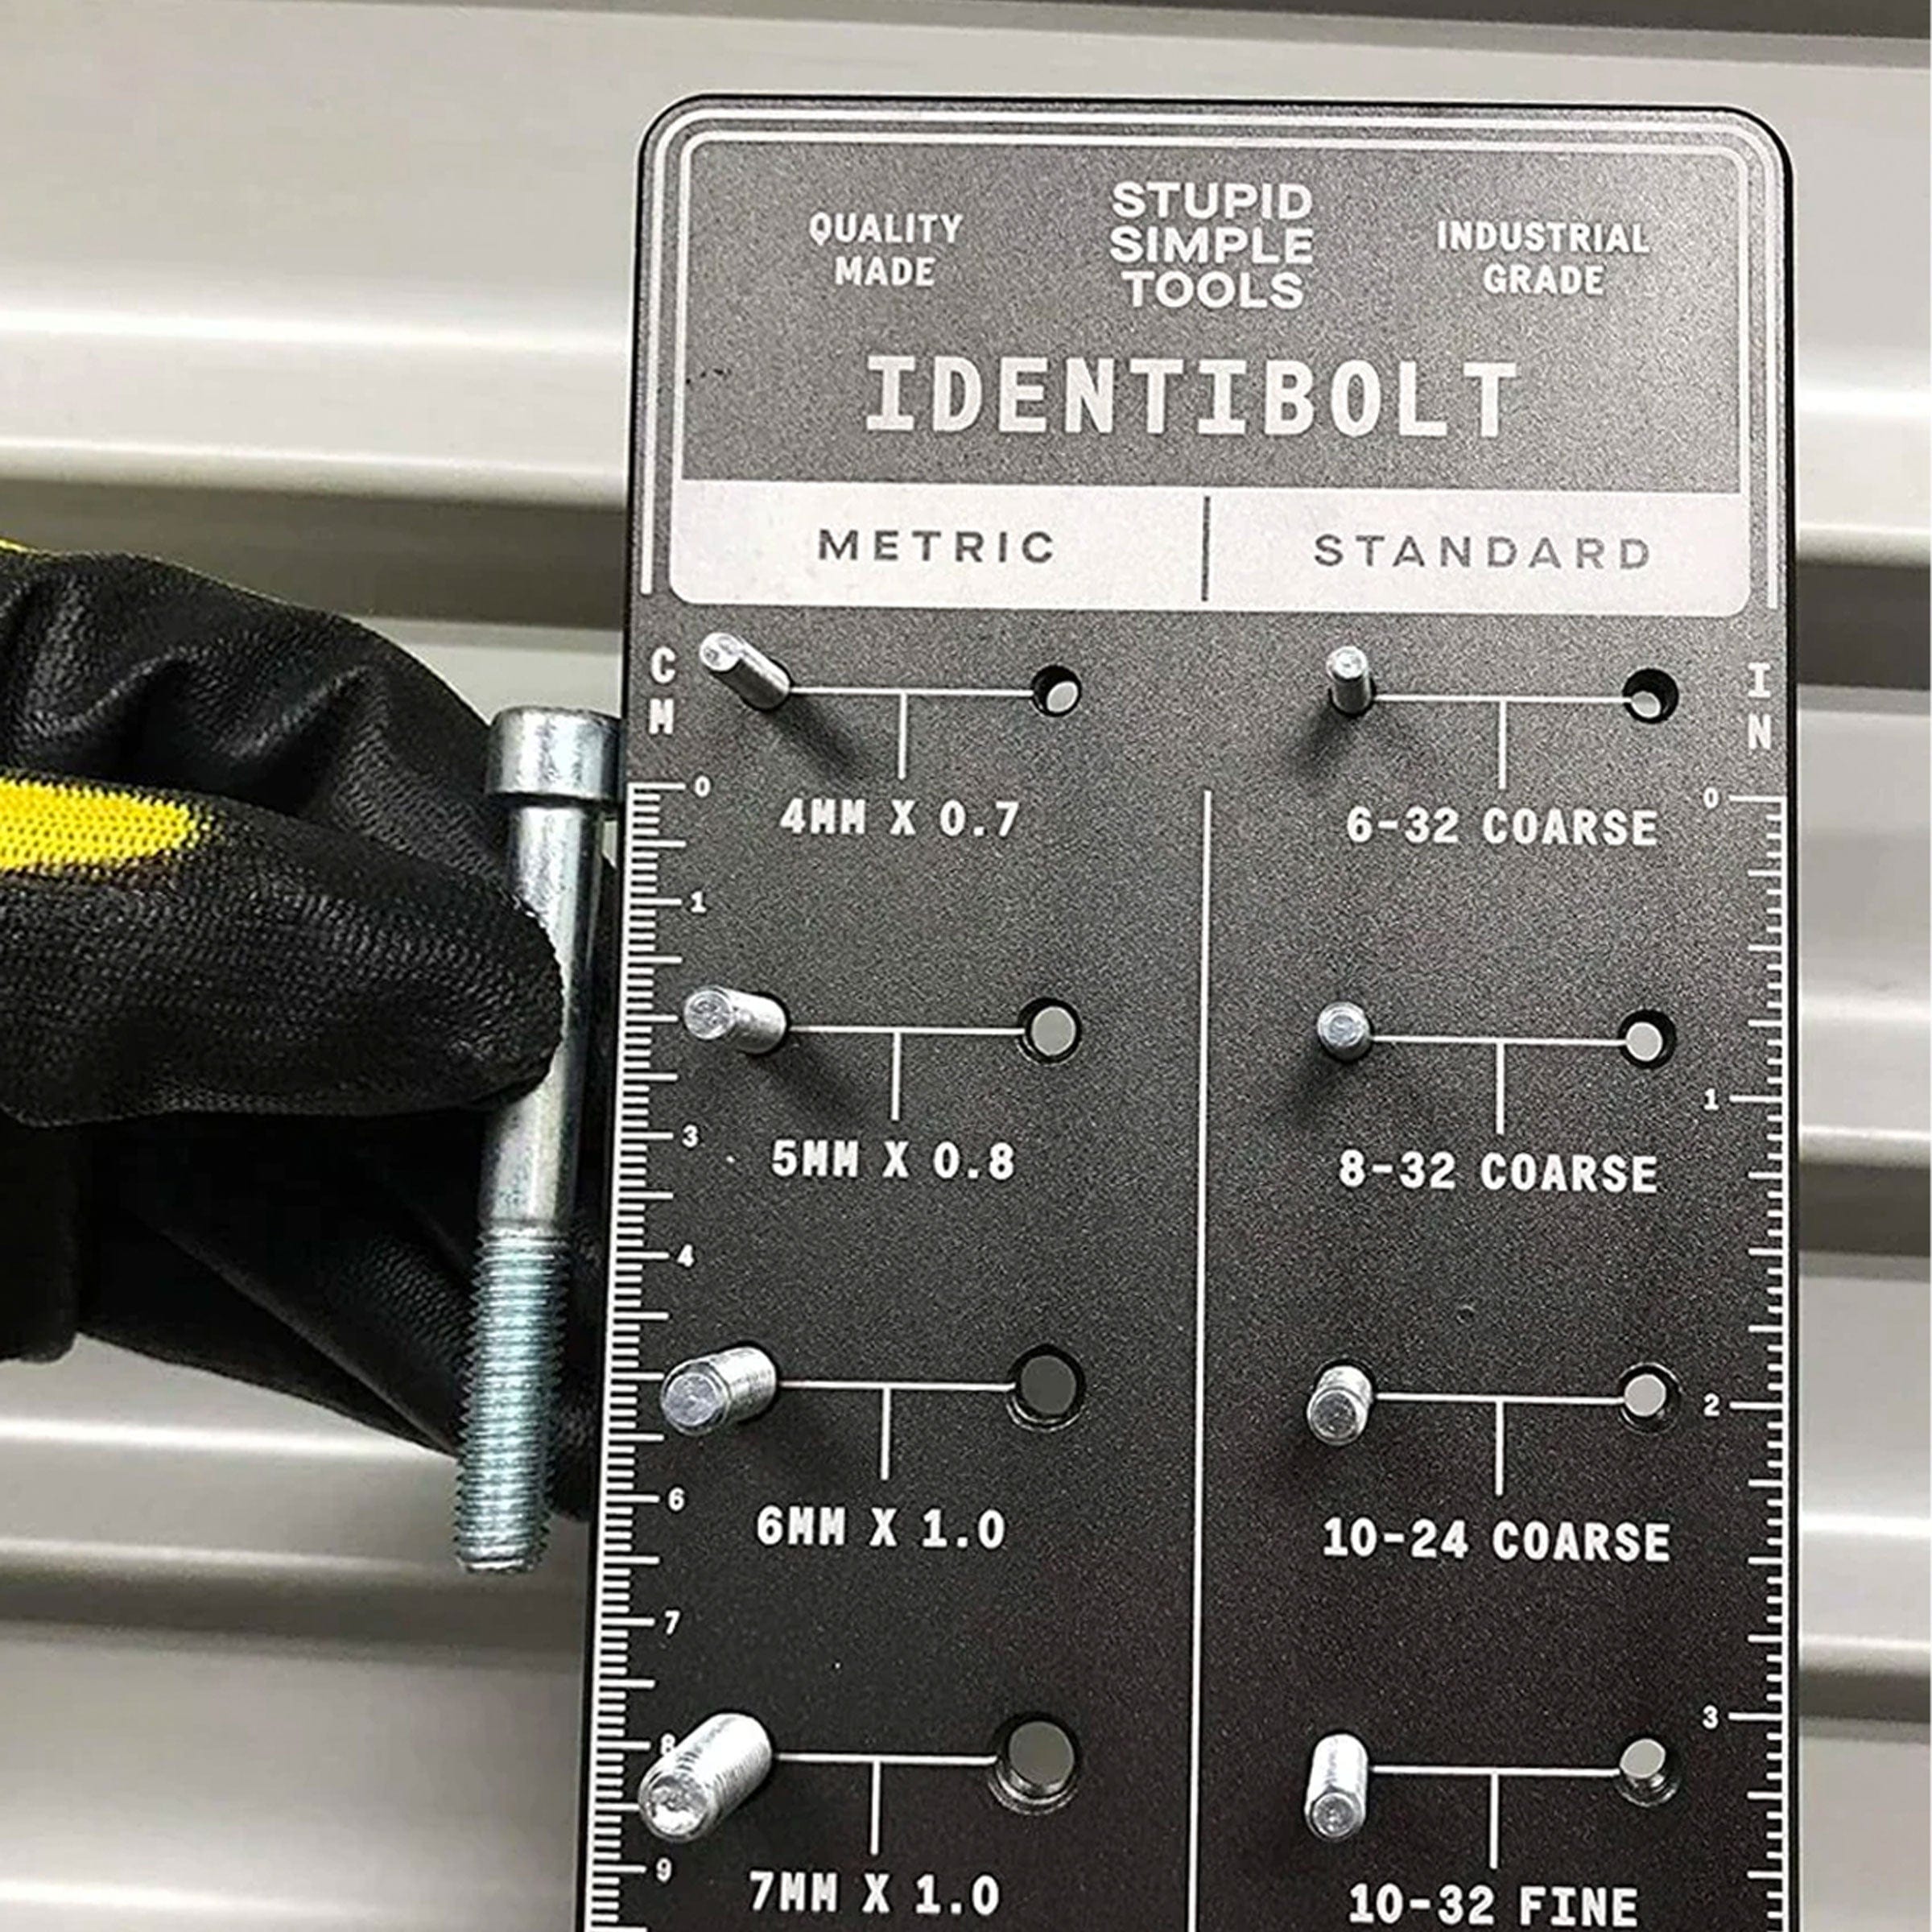 QUALITY
MADE
STUPID
SIMPLE
TOOLS
INDUSTRIAL
GRADE
IDENTIBOLT
METRIC
STANDARD
CM
IN
0
4MM X 0.7
6-32 COARSE
0
1
5MM X 0.8
8-32 COARSE
1
3
4
6MM X 1.0
10-24 COARSE
2
6
7
8
7MM X 1.0
10-32 FINE
3
9